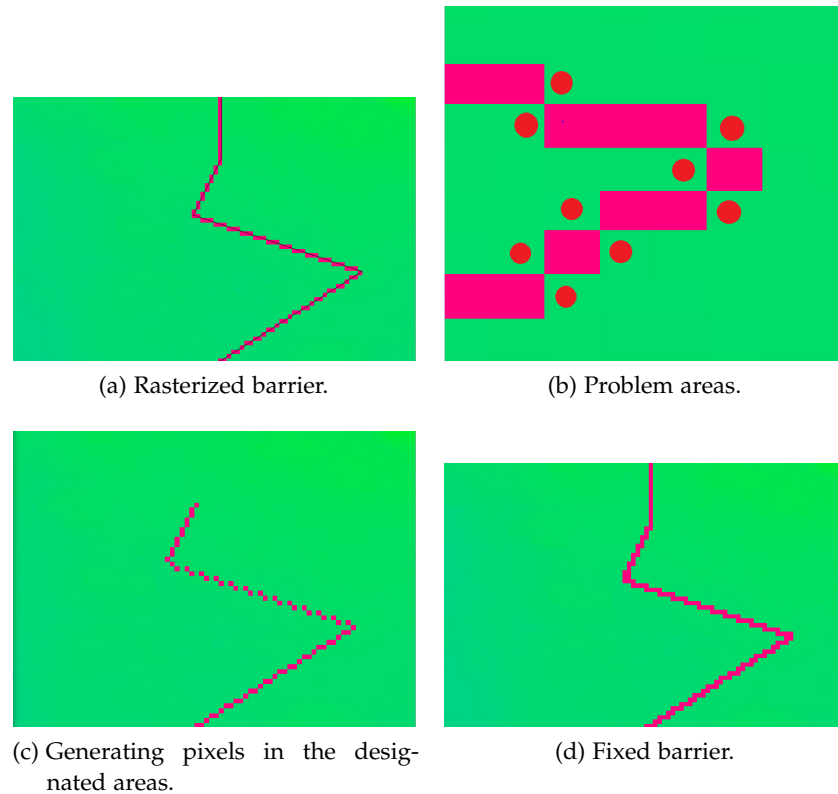 (a) Rasterized barrier.
(b) Problem areas.
(c) Generating pixels in the desig-
nated areas.
(d) Fixed barrier.